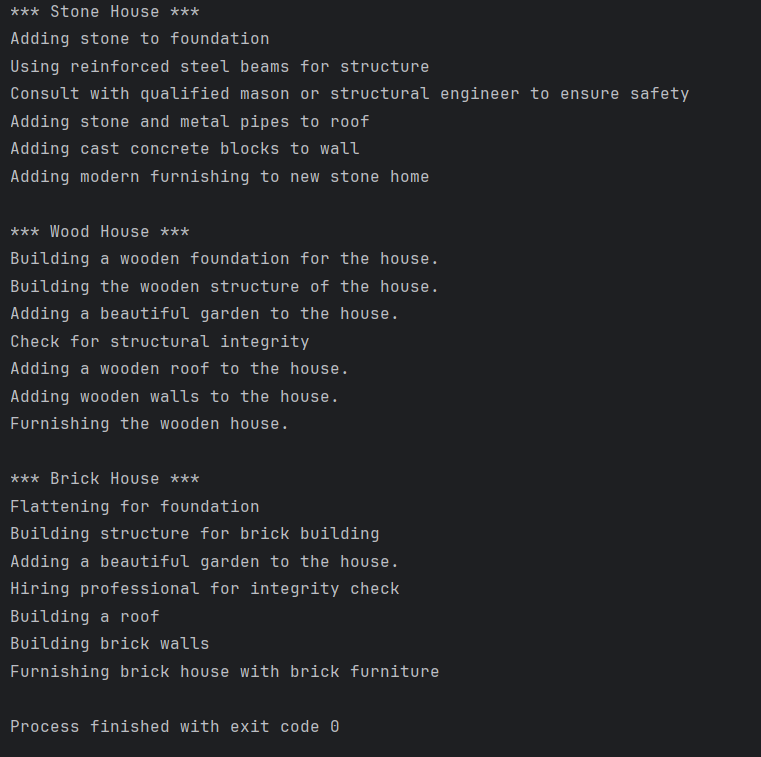 *** Stone House ***
Adding stone to foundation
Using reinforced steel beams for structure
Consult with qualified mason or structural engineer to ensure safety
Adding stone and metal pipes to roof
Adding cast concrete blocks to wall
Adding modern furnishing to new stone home
*** Wood House ***
Building a wooden foundation for the house.
Building the wooden structure of the house.
Adding a beautiful garden to the house.
Check for structural integrity
Adding a wooden roof to the house.
Adding wooden walls to the house.
Furnishing the wooden house.
*** Brick House ***
Flattening for foundation
Building structure for brick building
Adding a beautiful garden to the house.
Hiring professional for integrity check
Building a roof
Building brick walls
Furnishing brick house with brick furniture
Process finished with exit code 0